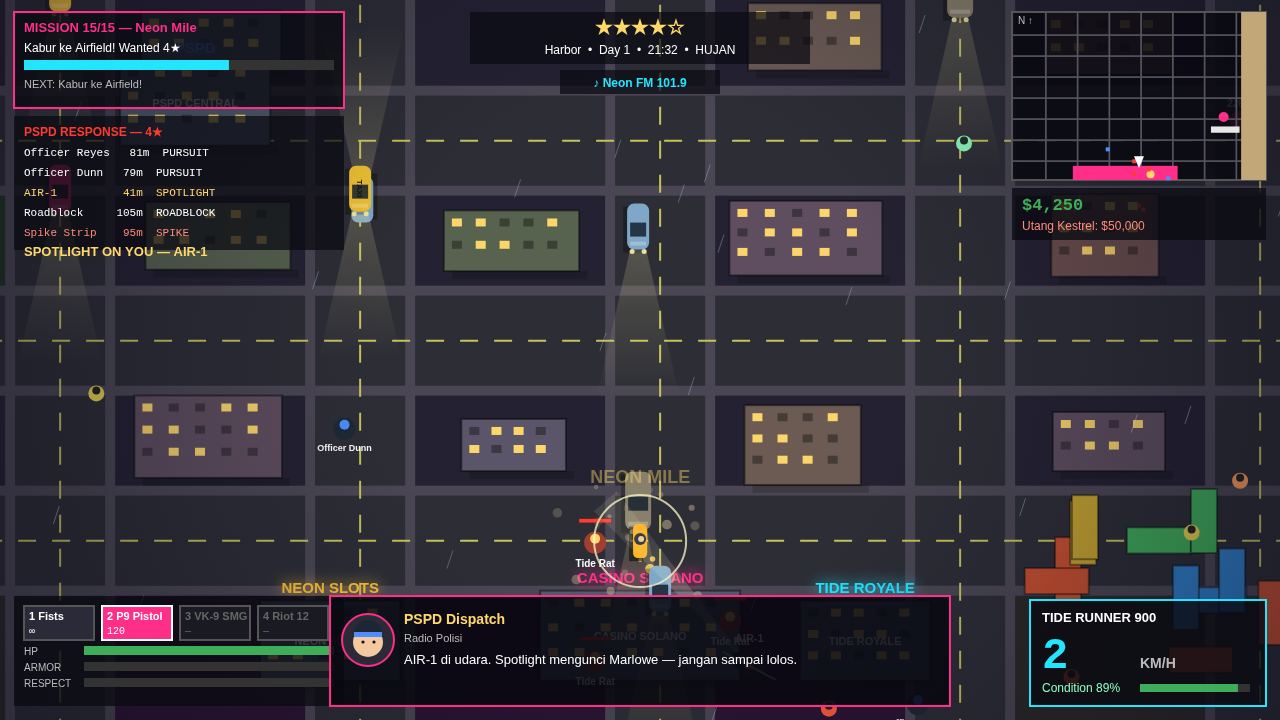 MISSION 15/15 — Neon Mile
Kabur ke Airfield! Wanted 4★
NEXT: Kabur ke Airfield!
PSPD CENTRAL
PSPD RESPONSE — 4★
Officer Reyes 81m PURSUIT
Officer Dunn 79m PURSUIT
AIR-1 41m SPOTLIGHT
Roadblock 105m ROADBLOCK
Spike Strip 95m SPIKE
SPOTLIGHT ON YOU — AIR-1
★★★★☆
Harbor • Day 1 • 21:32 • HUJAN
♪ Neon FM 101.9
N ↑
$4,250
Utang Kestrel: $50,000
TAXI
Officer Dunn
NEON MILE
Tide Rat
CASINO SOLANO
NEON SLOTS
TIDE ROYALE
1 Fists
∞
2 P9 Pistol
120
3 VK-9 SMG
–
4 Riot 12
–
HP
ARMOR
RESPECT
PSPD Dispatch
Radio Polisi
AIR-1 di udara. Spotlight mengunci Marlowe — jangan sampai lolos.
CASINO SOLANO
Tide Rat
AIR-1
TIDE ROYALE
Tide Rat
TIDE RUNNER 900
2 KM/H
Condition 89%